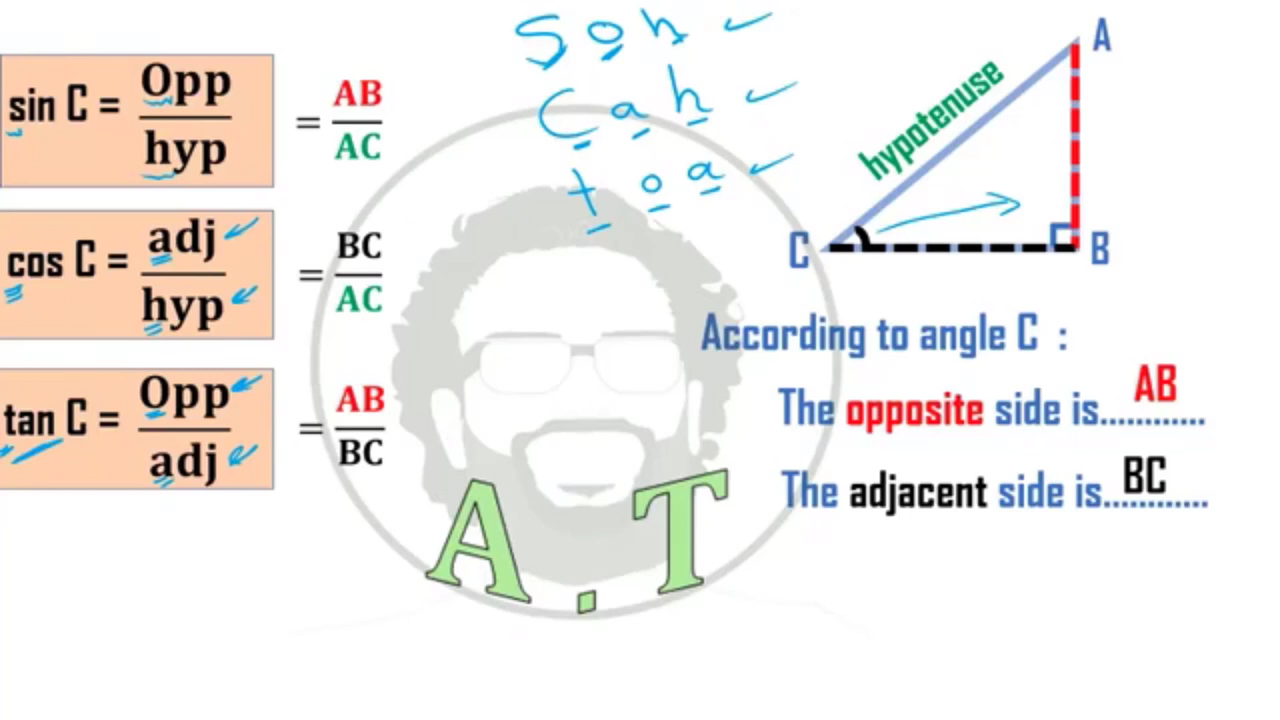 Soh
Cah
toa
sin C = Opp/hyp = AB/AC
cos C = adj/hyp = BC/AC
tan C = Opp/adj = AB/BC
A
hypotenuse
C
B
According to angle C :
The opposite side is....AB........
The adjacent side is...BC.........
A . T